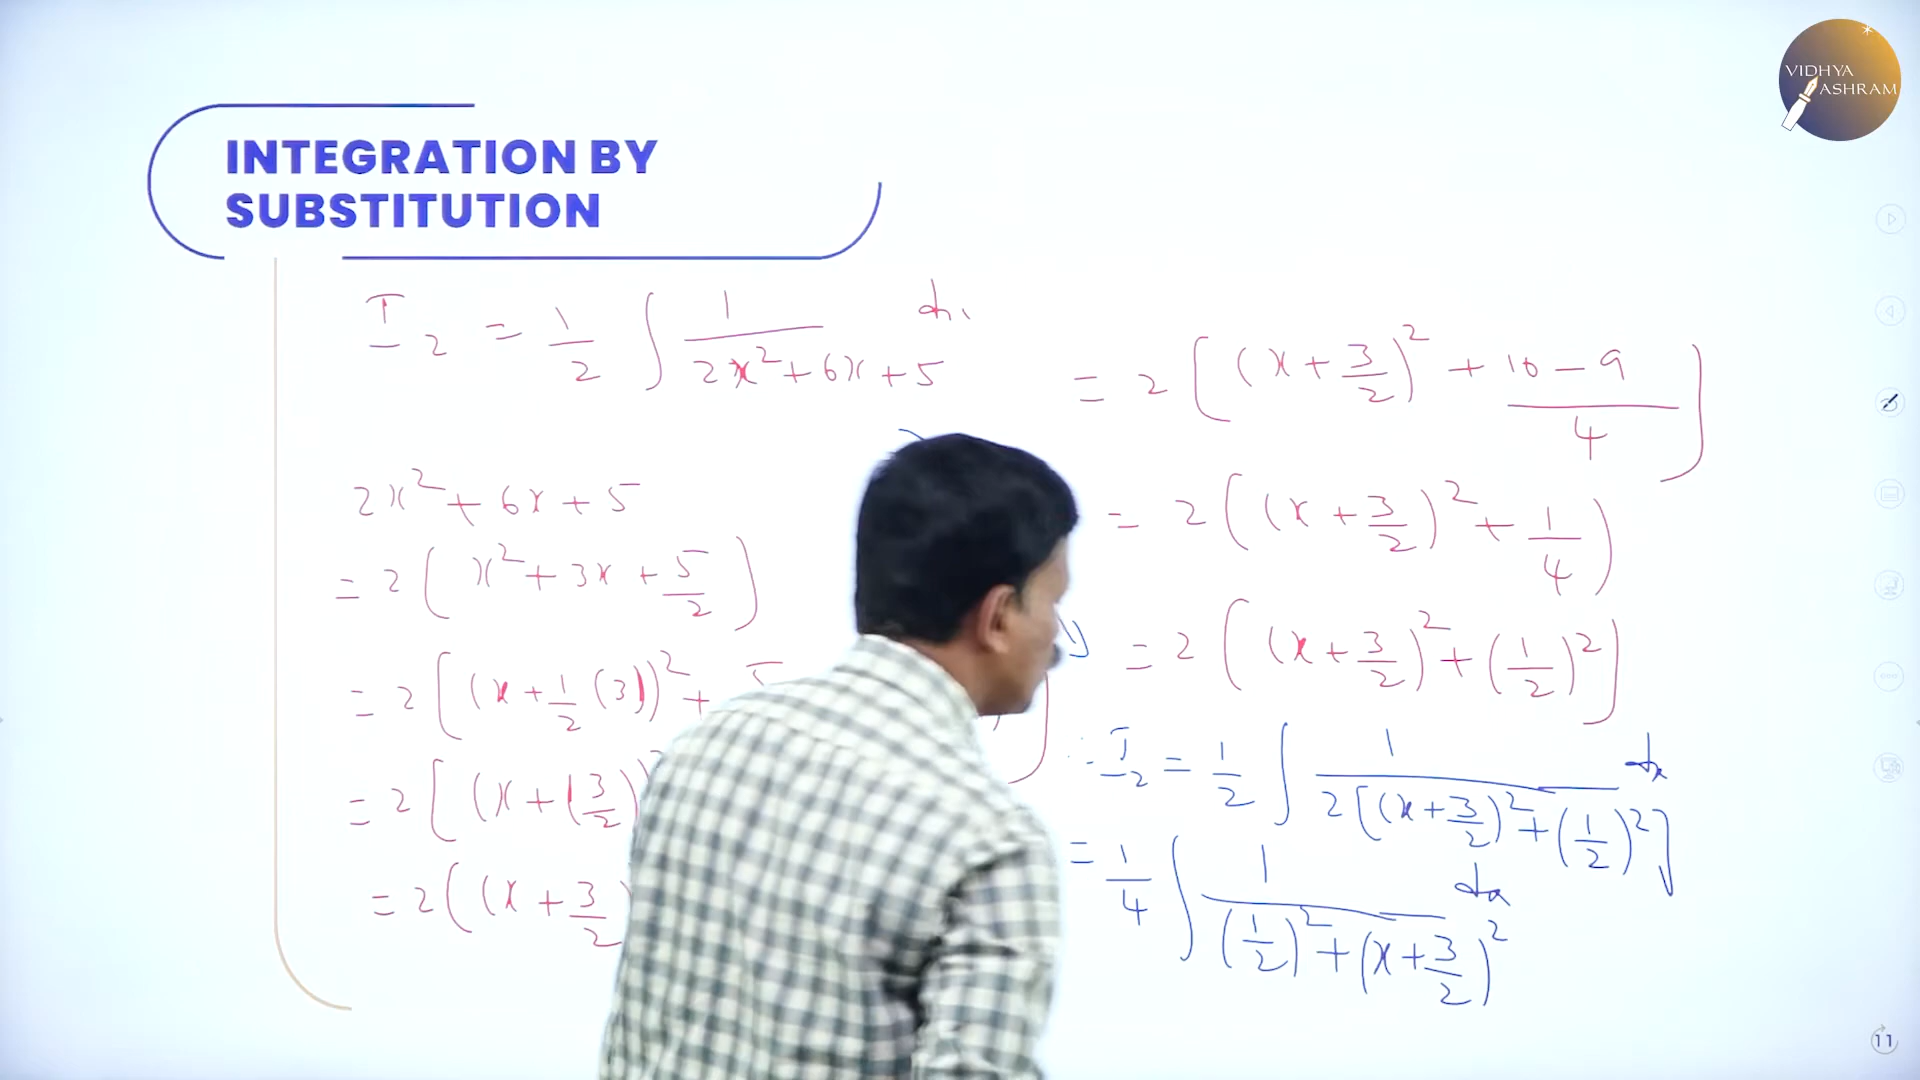 VIDHYA
ASHRAM
INTEGRATION BY
SUBSTITUTION
I₂ = 1/2 ∫ 1/(2x²+6x+5) dx
2x²+6x+5
= 2(x²+3x+5/2)
= 2[(x+1/2(3))²+
= 2[(x+(3/2)
= 2((x+3/2
= 2[(x+3/2)²+(10-9)/4]
= 2((x+3/2)²+1/4)
= 2((x+3/2)²+(1/2)²]
∴ I₂ = 1/2 ∫ 1/(2[(x+3/2)²+(1/2)²]) dx
= 1/4 ∫ 1/((1/2)²+(x+3/2)²) dx
11